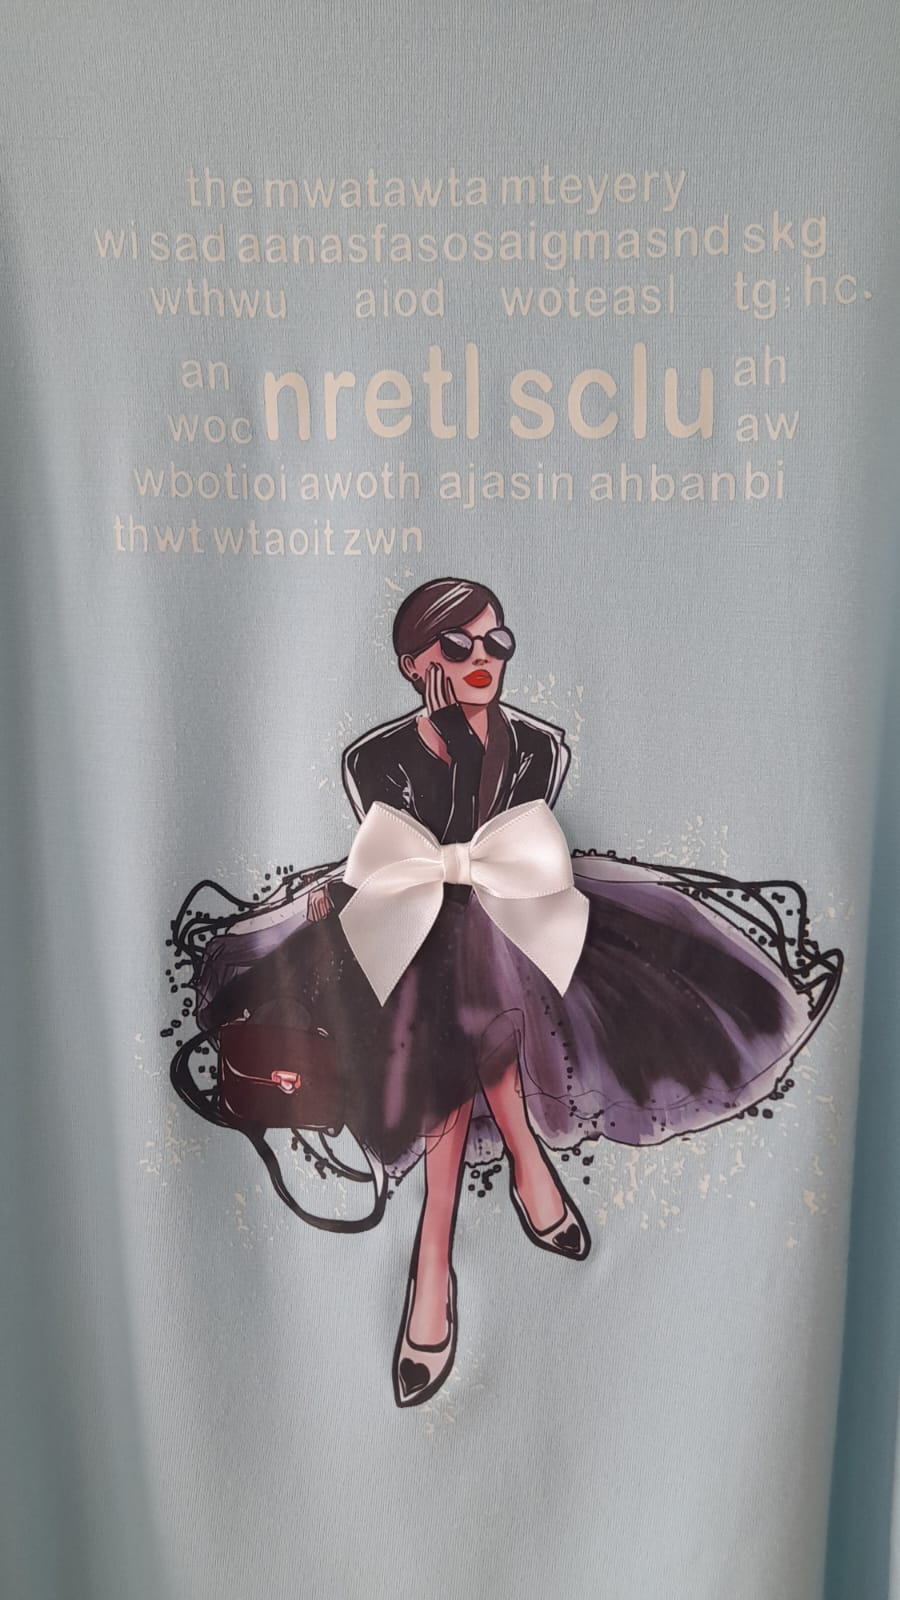 the mwatawta mteyery
wi sad aanasfasosaigmasnd skg
wthwu aiod woteasl tg; hc.
an nretl sclu ah
woc aw
wbotioi awoth ajasin ahbanbi
thwt wtaoit zwn